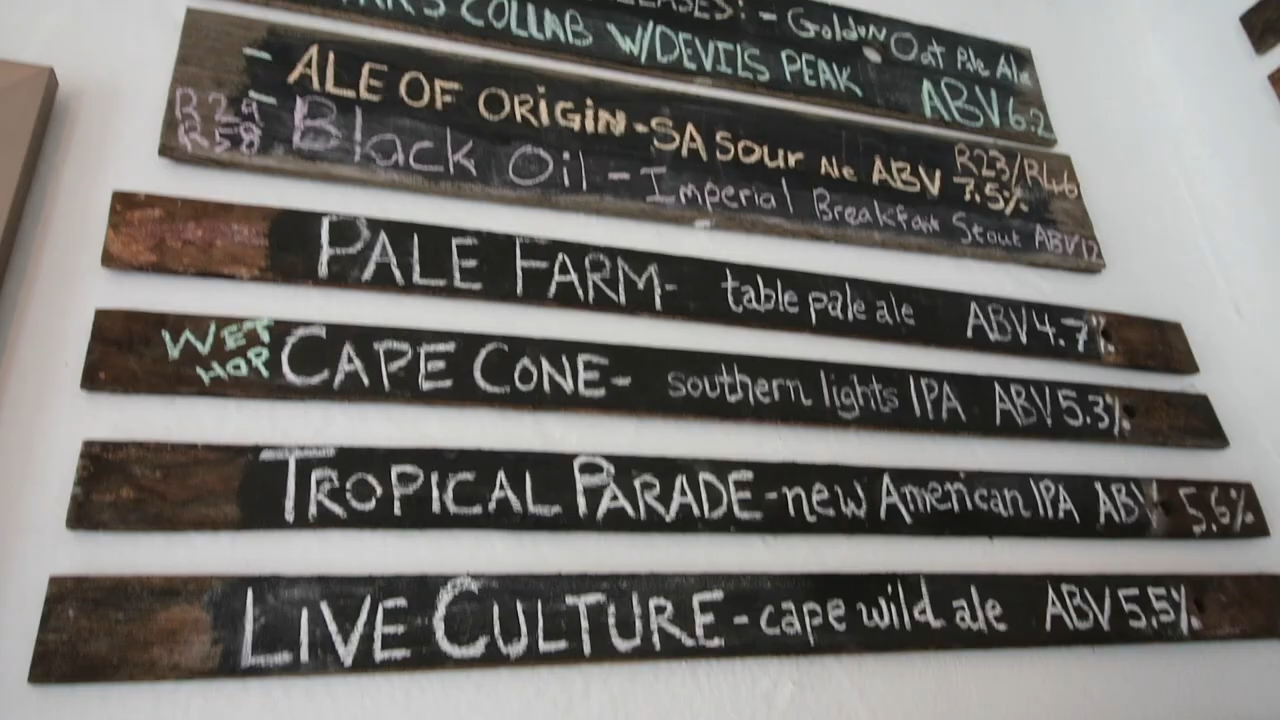 - Golden Oat Pale Ale
COLLAB W/DEVILS PEAK ABV 6.2
- ALE OF ORIGIN - SA Sour Ne ABV 7.5% R23/R46
R29 R58 - Black Oil - Imperial Breakfast Stout ABV 12
PALE FARM - table pale ale ABV 4.7%
WET HOP CAPE CONE - southern lights IPA ABV 5.3%
TROPICAL PARADE - new American IPA ABV 5.6%
LIVE CULTURE - cape wild ale ABV 5.5%